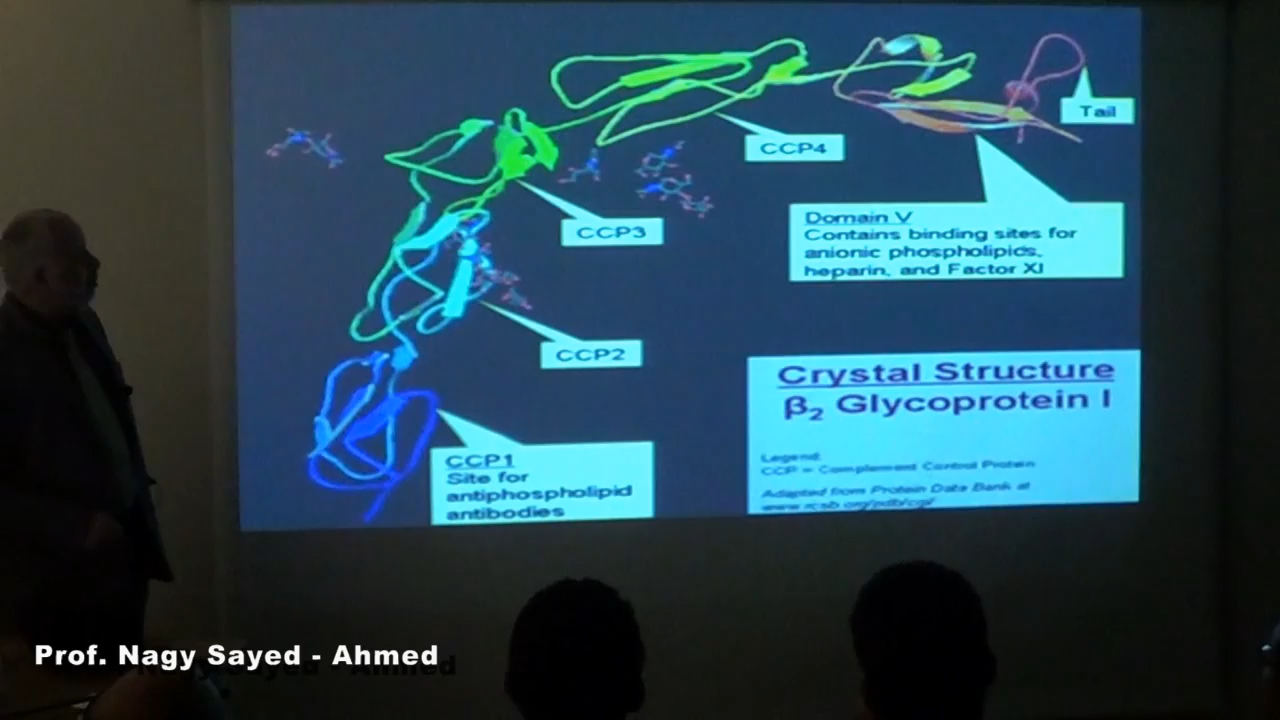 Tail
CCP4
CCP3
Domain V
Contains binding sites for
anionic phospholipids,
heparin, and Factor XI
CCP2
Crystal Structure
β₂ Glycoprotein I
CCP1
Site for
antiphospholipid
antibodies
Legend:
CCP = Complement Control Protein
Adapted from Protein Data Bank at
Prof. Nagy Sayed - Ahmed